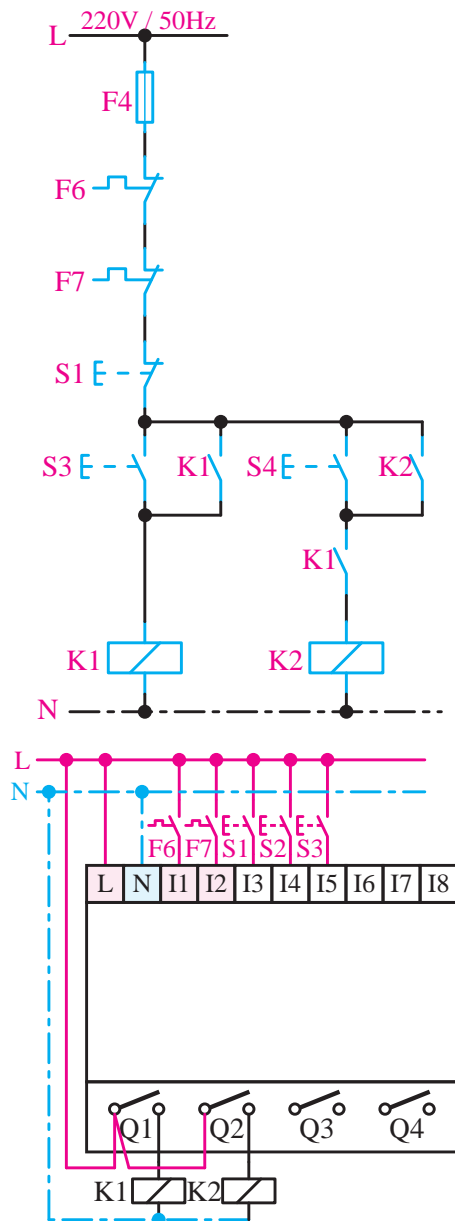 220V / 50Hz
L
F4
F6
F7
S1
S3 K1 S4 K2
K1
K1 K2
N
L
N
F6 F7 S1 S2 S3
L N I1 I2 I3 I4 I5 I6 I7 I8
Q1 Q2 Q3 Q4
K1 K2